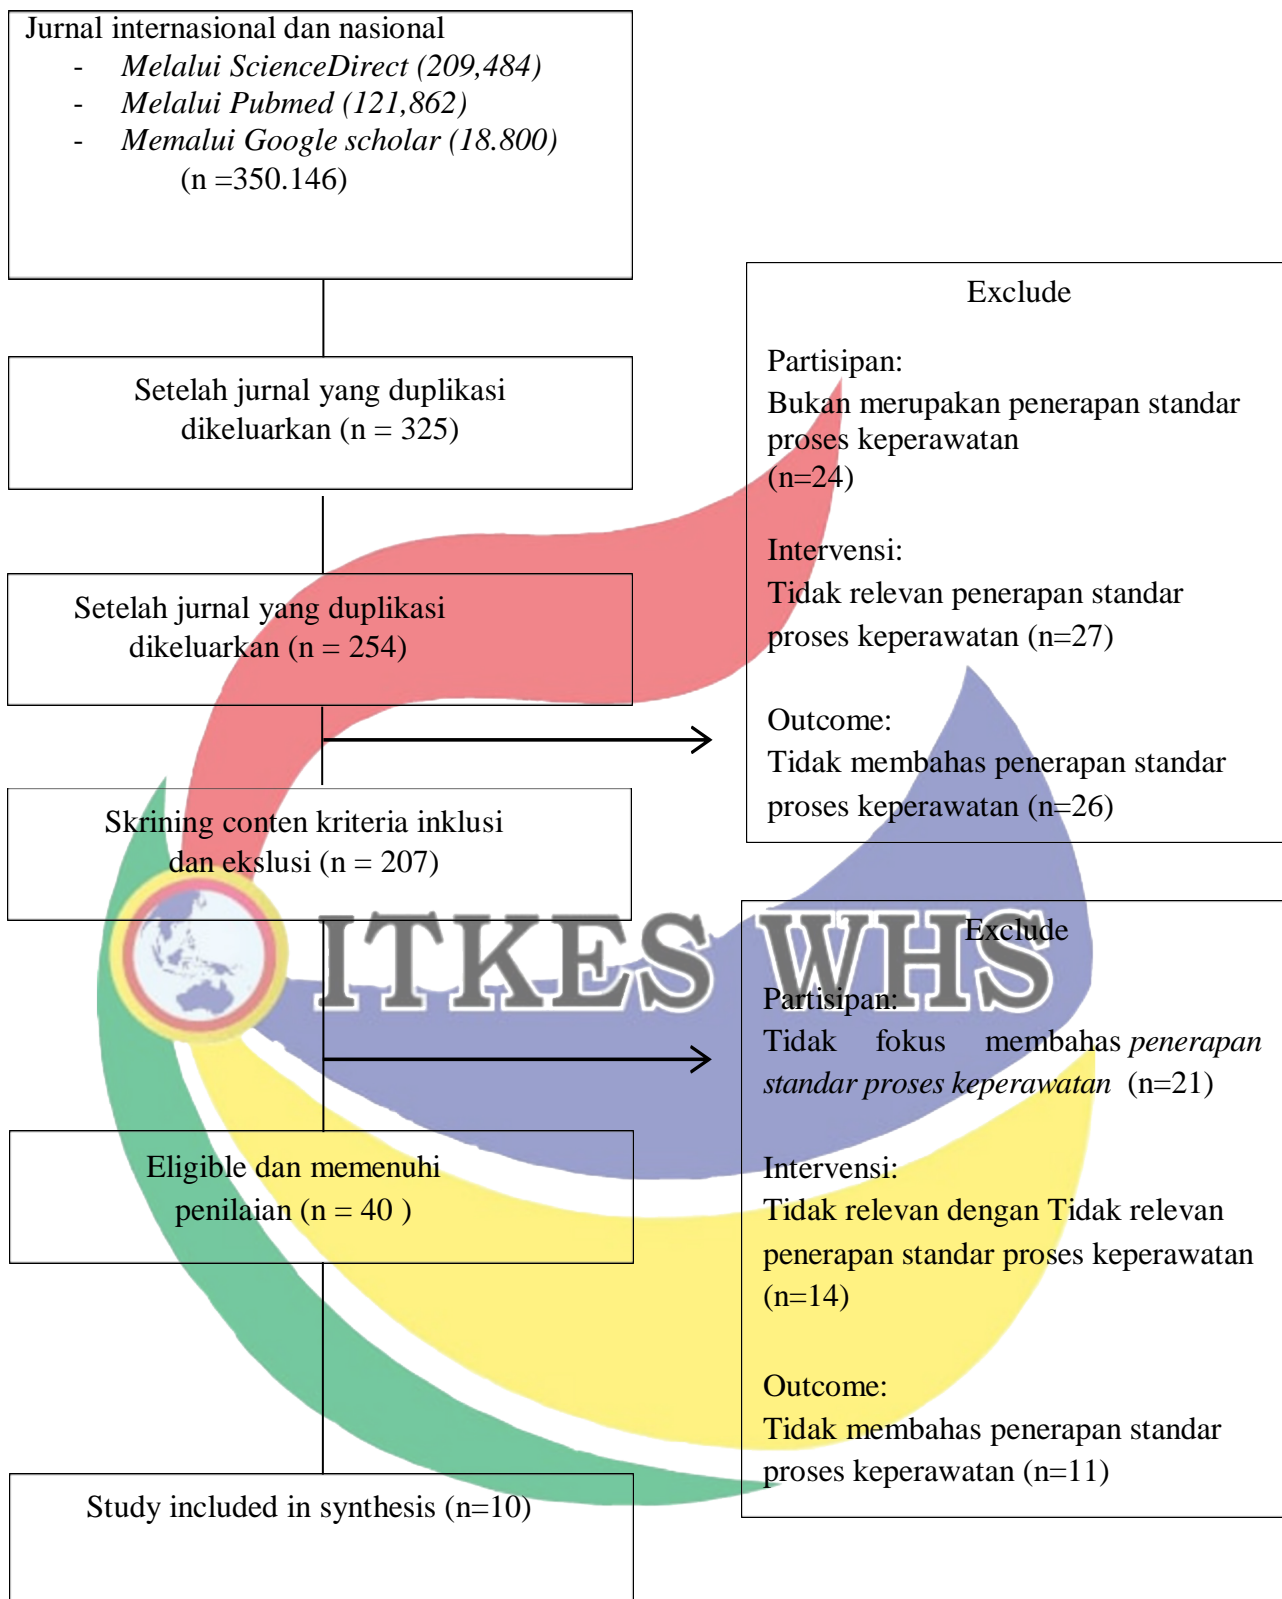 Jurnal internasional dan nasional
- Melalui ScienceDirect (209,484)
- Melalui Pubmed (121,862)
- Memalui Google scholar (18.800)
(n =350.146)
Setelah jurnal yang duplikasi
dikeluarkan (n = 325)
Setelah jurnal yang duplikasi
dikeluarkan (n = 254)
Exclude
Partisipan:
Bukan merupakan penerapan standar
proses keperawatan
(n=24)
Intervensi:
Tidak relevan penerapan standar
proses keperawatan (n=27)
Outcome:
Tidak membahas penerapan standar
proses keperawatan (n=26)
Skrining conten kriteria inklusi
dan ekslusi (n = 207)
ITKES WHS
Exclude
Partisipan:
Tidak fokus membahas penerapan
standar proses keperawatan (n=21)
Intervensi:
Tidak relevan dengan Tidak relevan
penerapan standar proses keperawatan
(n=14)
Outcome:
Tidak membahas penerapan standar
proses keperawatan (n=11)
Eligible dan memenuhi
penilaian (n = 40 )
Study included in synthesis (n=10)